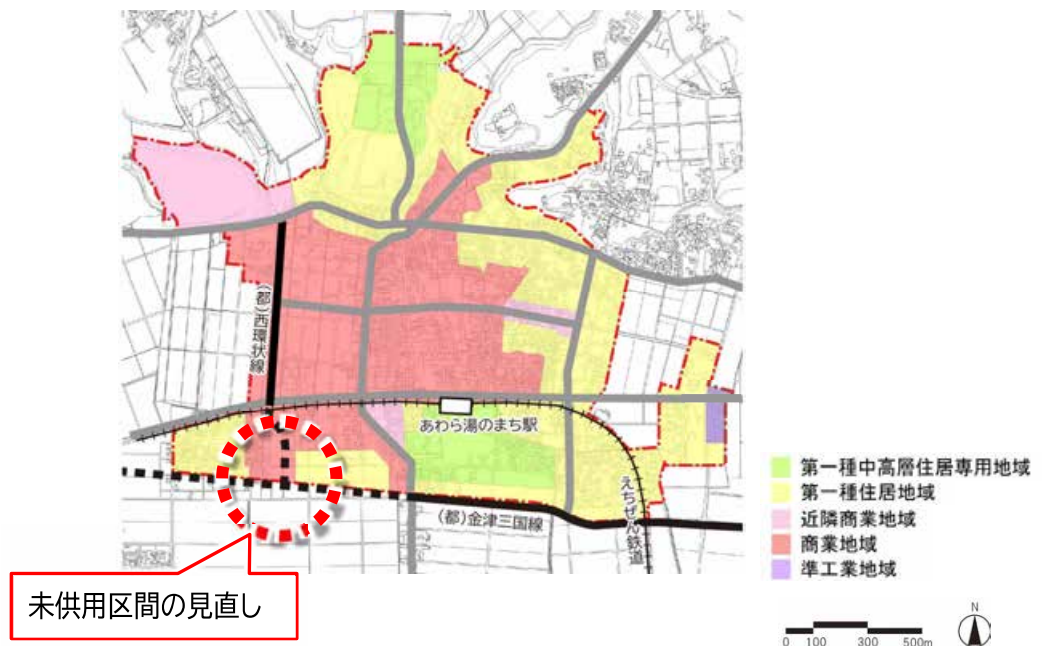 (都)西環状線
あわら湯のまち駅
えちぜん鉄道
(都)金津三国線
未供用区間の見直し
第一種中高層住居専用地域
第一種住居地域
近隣商業地域
商業地域
準工業地域
N
0 100 300 500m